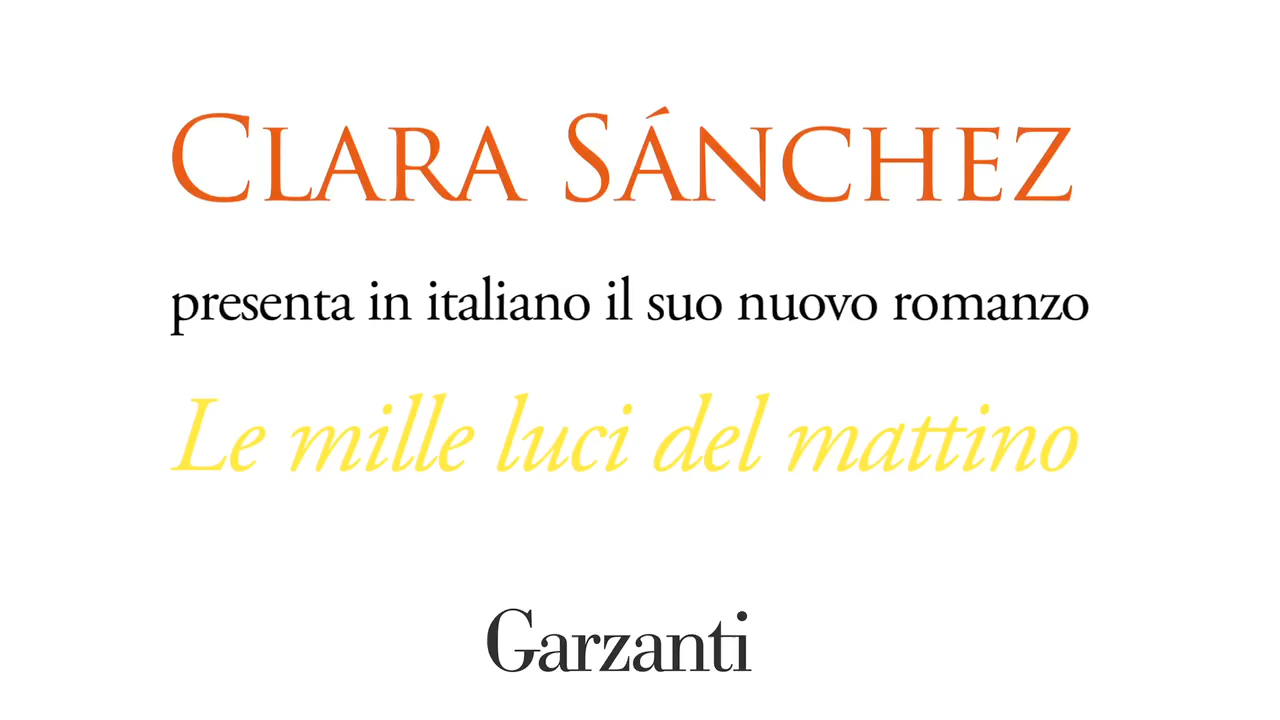 CLARA SÁNCHEZ
presenta in italiano il suo nuovo romanzo
Le mille luci del mattino
Garzanti